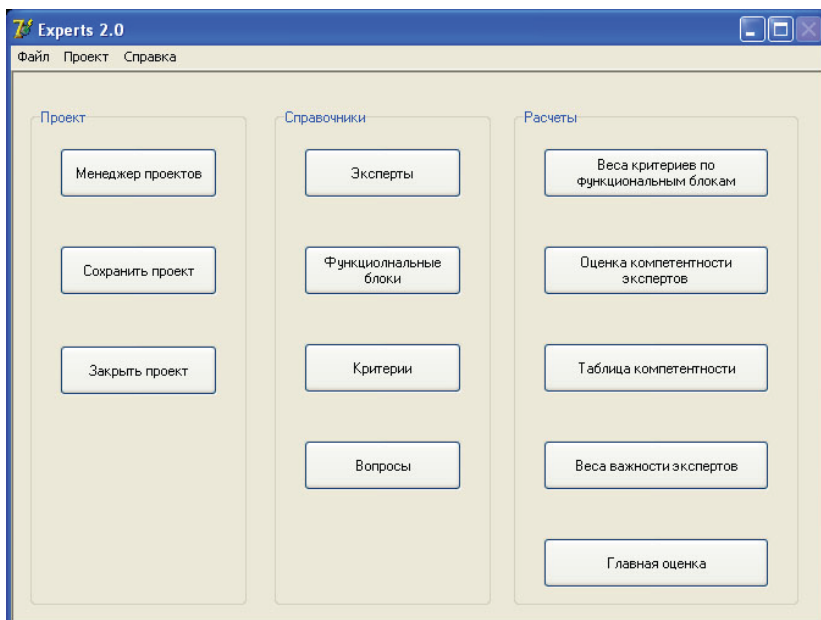 Experts 2.0
Файл Проект Справка
Проект
Менеджер проектов
Сохранить проект
Закрыть проект
Справочники
Эксперты
Функциолнальные
блоки
Критерии
Вопросы
Расчеты
Веса критериев по
функциональным блокам
Оценка компетентности
экспертов
Таблица компетентности
Веса важности экспертов
Главная оценка